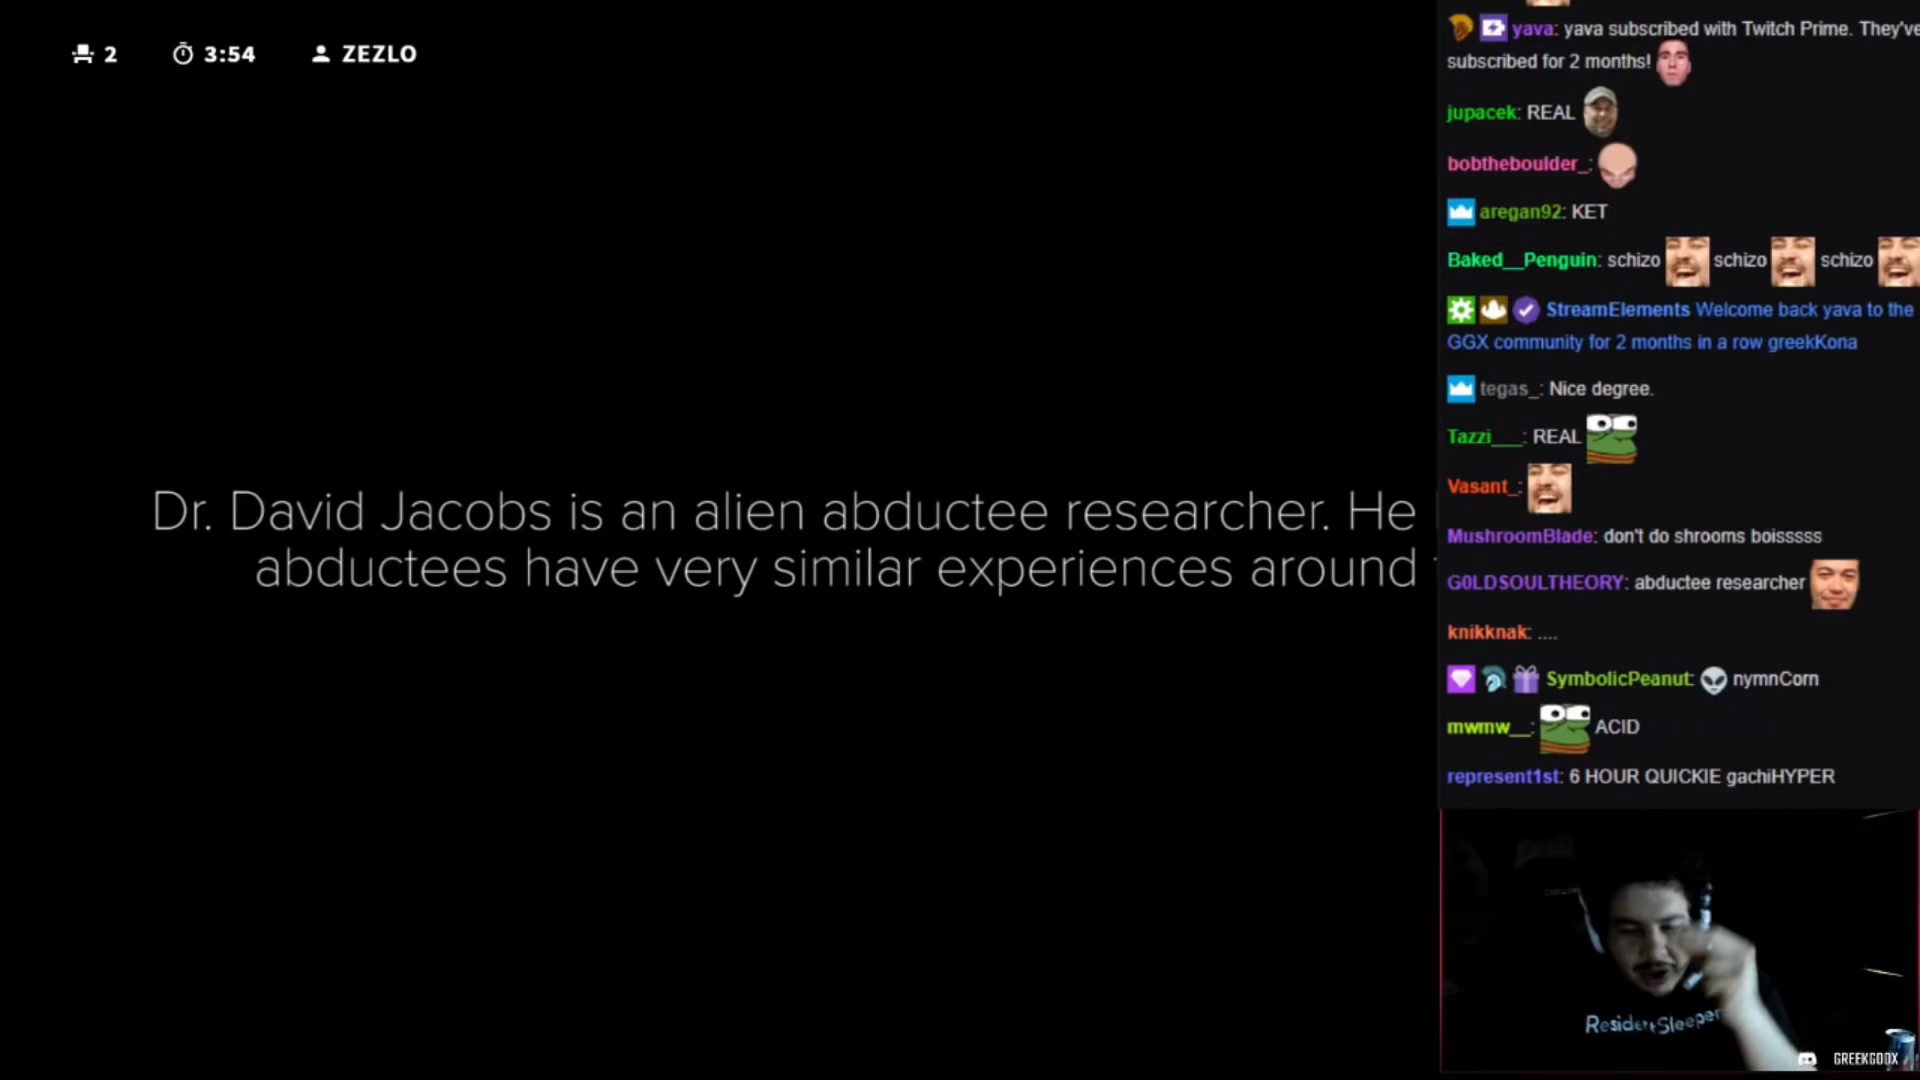 2 3:54 ZEZLO
Dr. David Jacobs is an alien abductee researcher. He
abductees have very similar experiences around
yava: yava subscribed with Twitch Prime. They've
subscribed for 2 months!
jupacek: REAL
bobtheboulder_:
aregan92: KET
Baked__Penguin: schizo schizo schizo
StreamElements Welcome back yava to the
GGX community for 2 months in a row greekKona
tegas_: Nice degree.
Tazzi___: REAL
Vasant_:
MushroomBlade: don't do shrooms boisssss
G0LDSOULTHEORY: abductee researcher
knikknak: ....
SymbolicPeanut: nymnCorn
mwmw__: ACID
represent1st: 6 HOUR QUICKIE gachiHYPER
ResidentSleeper
GREEKGODX